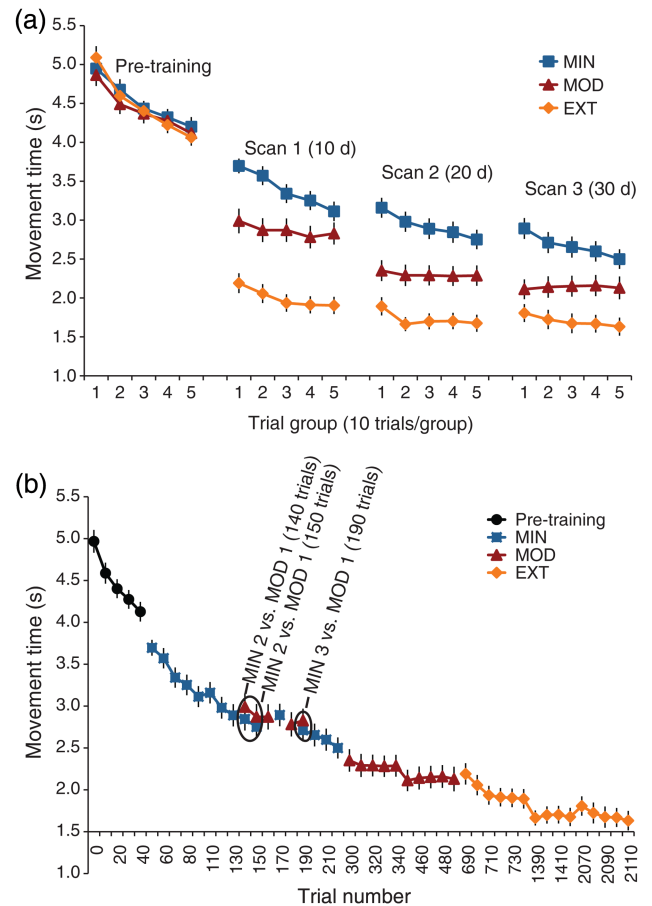 (a)
5.5
5.0
4.5
4.0
3.5
3.0
2.5
2.0
1.5
1.0
Movement time (s)
Pre-training
Scan 1 (10 d)
Scan 2 (20 d)
Scan 3 (30 d)
MIN
MOD
EXT
1 2 3 4 5 1 2 3 4 5 1 2 3 4 5 1 2 3 4 5
Trial group (10 trials/group)
(b)
5.5
5.0
4.5
4.0
3.5
3.0
2.5
2.0
1.5
1.0
Movement time (s)
MIN 2 vs. MOD 1 (140 trials)
MIN 2 vs. MOD 1 (150 trials)
MIN 3 vs. MOD 1 (190 trials)
Pre-training
MIN
MOD
EXT
0 20 40 60 80 110 130 150 170 190 210 300 320 340 460 480 690 710 730 1390 1410 2070 2090 2110
Trial number